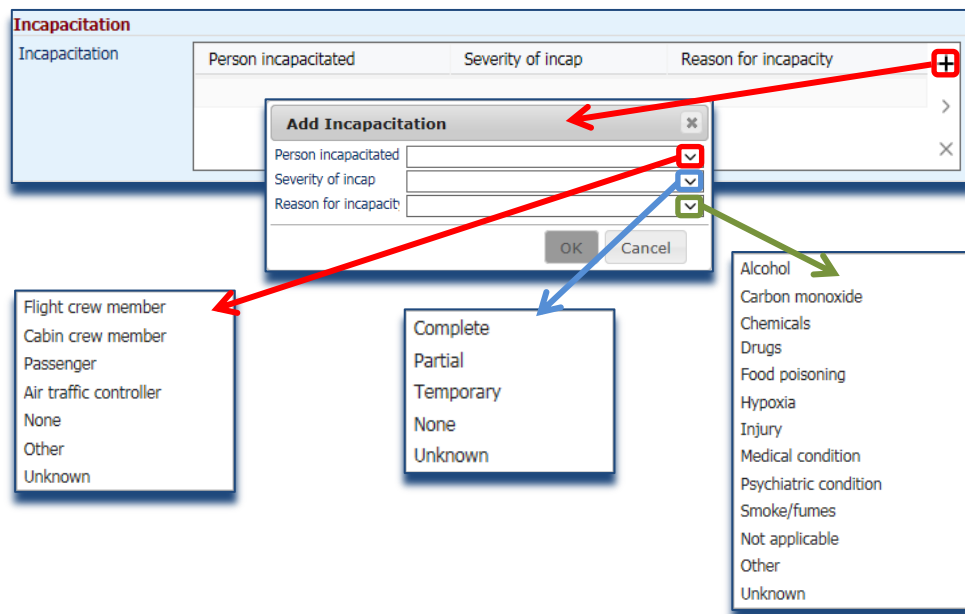 Incapacitation
Incapacitation
Person incapacitated Severity of incap Reason for incapacity
Add Incapacitation
Person incapacitated
Severity of incap
Reason for incapacit
OK Cancel
Flight crew member
Cabin crew member
Passenger
Air traffic controller
None
Other
Unknown
Complete
Partial
Temporary
None
Unknown
Alcohol
Carbon monoxide
Chemicals
Drugs
Food poisoning
Hypoxia
Injury
Medical condition
Psychiatric condition
Smoke/fumes
Not applicable
Other
Unknown